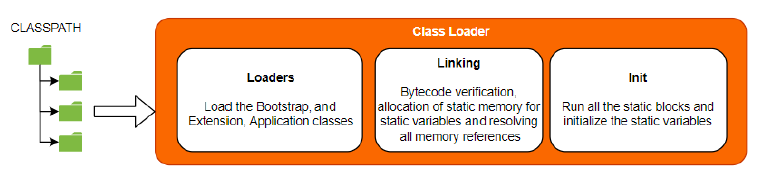 CLASSPATH
Class Loader
Loaders
Load the Bootstrap, and
Extension, Application classes
Linking
Bytecode verification,
allocation of static memory for
static variables and resolving
all memory references
Init
Run all the static blocks and
initialize the static variables